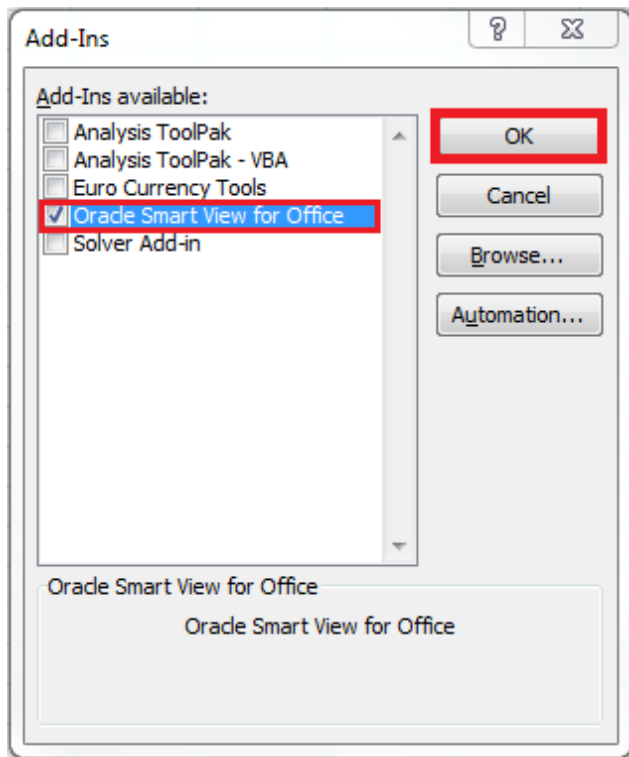 Add-Ins
Add-Ins available:
Analysis ToolPak
Analysis ToolPak - VBA
Euro Currency Tools
Oracle Smart View for Office
Solver Add-in
OK
Cancel
Browse...
Automation...
Oracle Smart View for Office
Oracle Smart View for Office